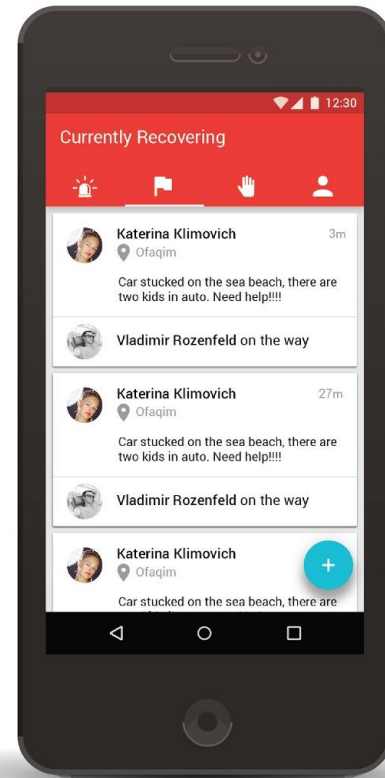 12:30
Currently Recovering
Katerina Klimovich 3m
Ofaqim
Car stucked on the sea beach, there are
two kids in auto. Need help!!!!
Vladimir Rozenfeld on the way
Katerina Klimovich 27m
Ofaqim
Car stucked on the sea beach, there are
two kids in auto. Need help!!!!
Vladimir Rozenfeld on the way
Katerina Klimovich
Ofaqim
+
Car stucked on the sea beach, there are